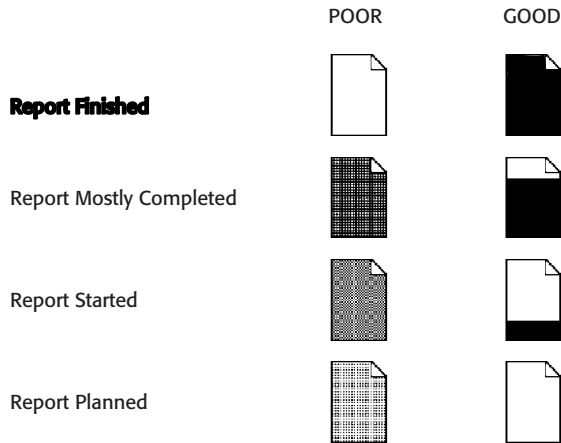 POOR GOOD
Report Finished
Report Mostly Completed
Report Started
Report Planned